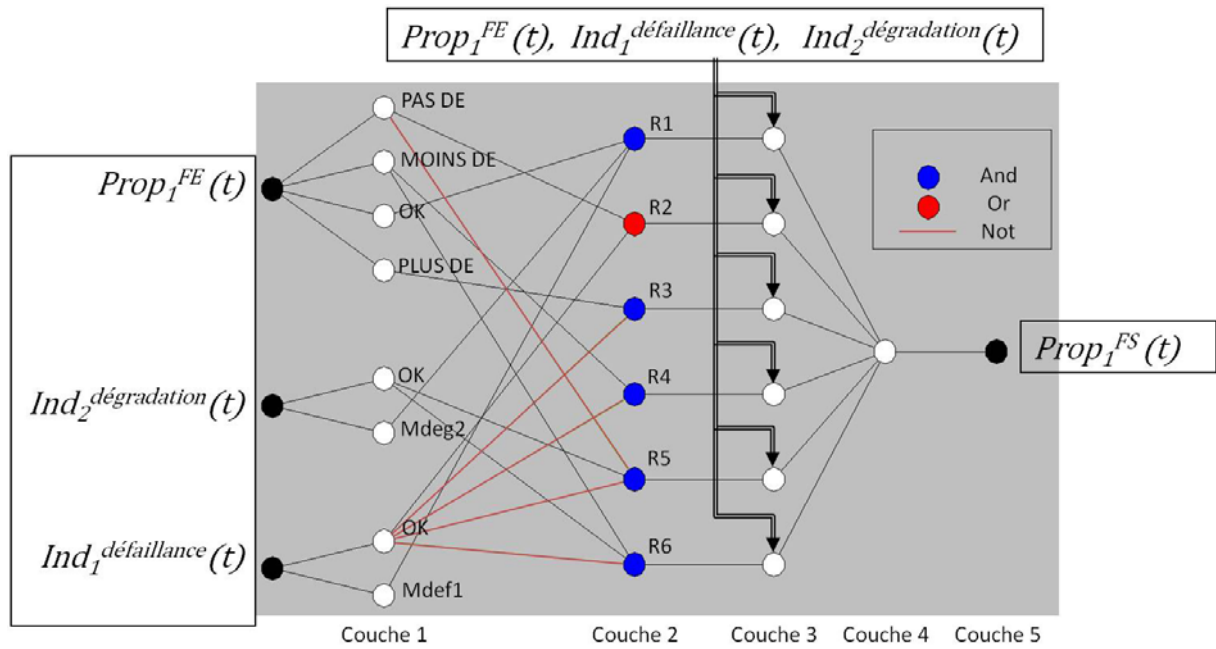 Prop₁ᶠᴱ(t), Ind₁ᵈᵉ́ᶠᵃⁱˡˡᵃⁿᶜᵉ(t), Ind₂ᵈᵉ́ᵍʳᵃᵈᵃᵗⁱᵒⁿ(t)
PAS DE
MOINS DE
OK
PLUS DE
Prop₁ᶠᴱ(t)
OK
Mdeg2
Ind₂ᵈᵉ́ᵍʳᵃᵈᵃᵗⁱᵒⁿ(t)
OK
Mdef1
Ind₁ᵈᵉ́ᶠᵃⁱˡˡᵃⁿᶜᵉ(t)
R1
R2
R3
R4
R5
R6
And
Or
Not
Prop₁ᶠˢ(t)
Couche 1 Couche 2 Couche 3 Couche 4 Couche 5